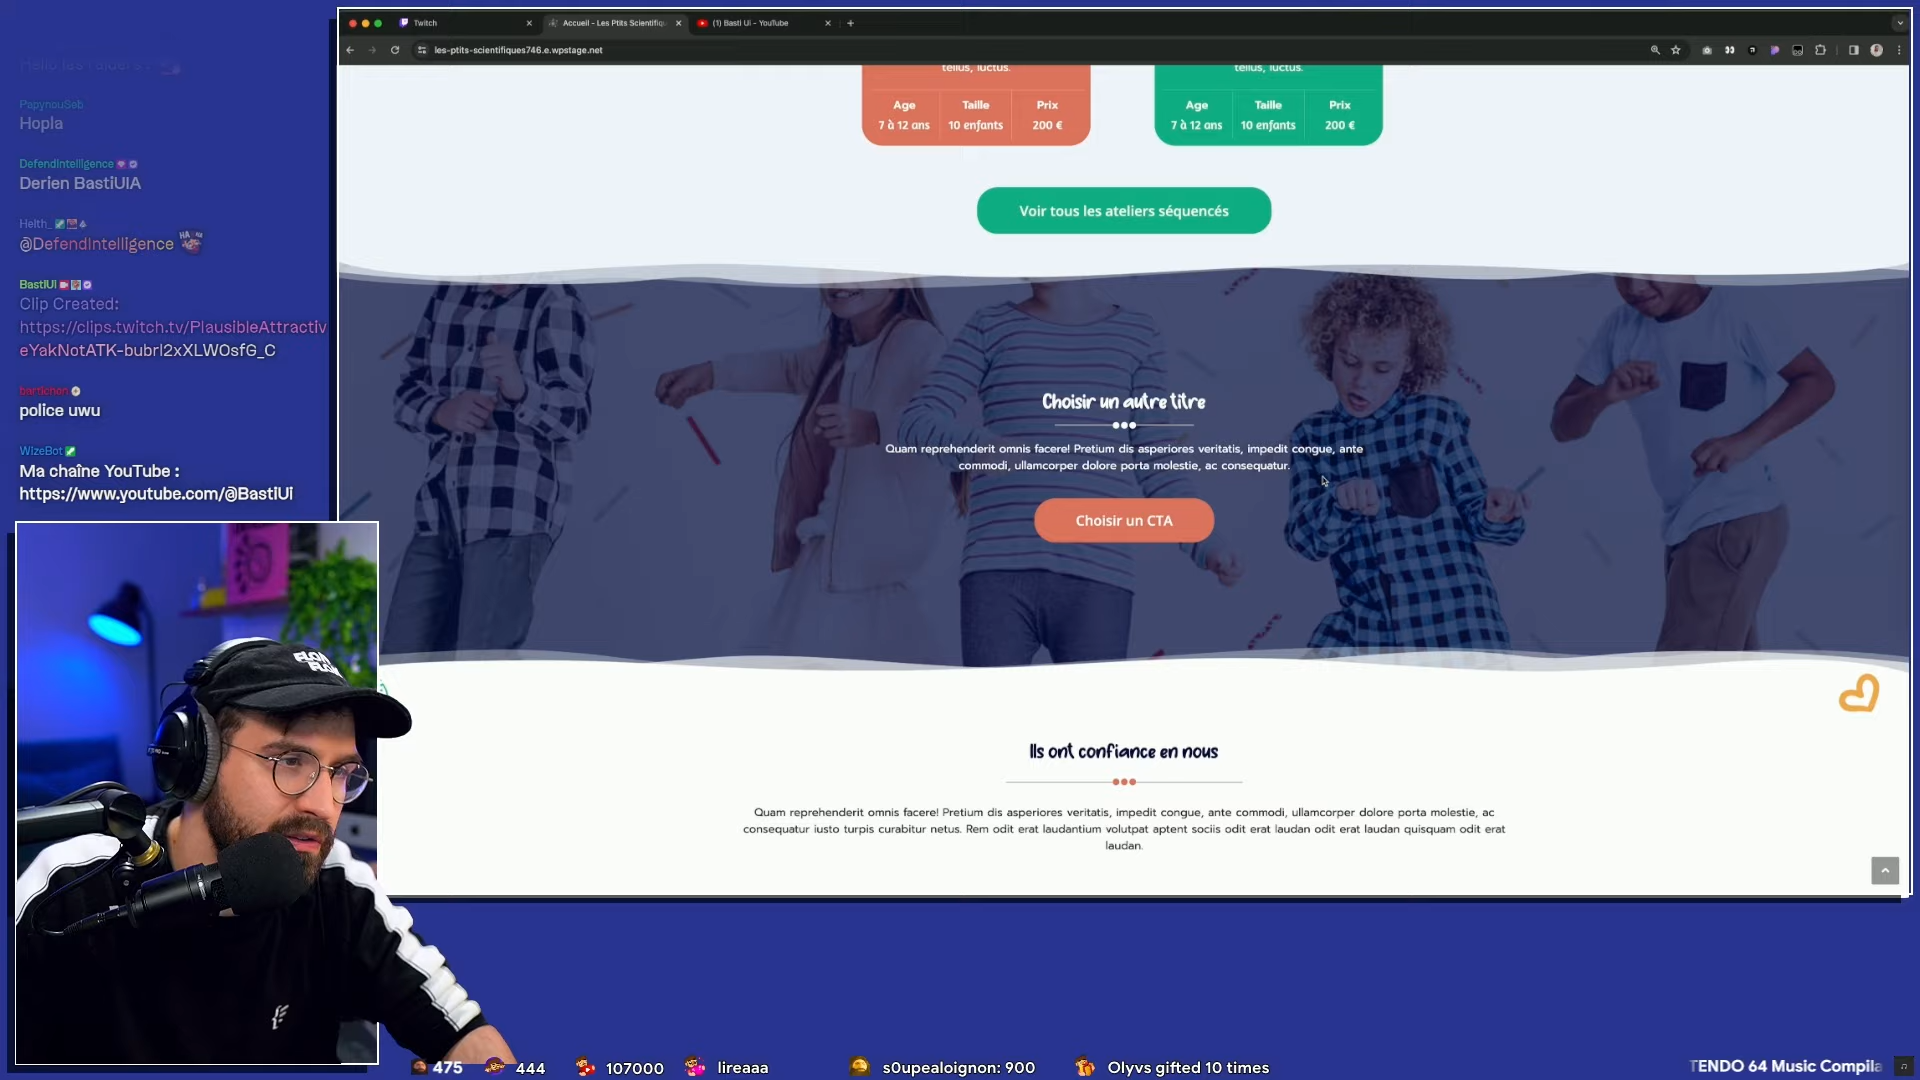 Twitch
Accueil - Les Ptits Scientifiqu
(1) Basti Ui - YouTube
les-ptits-scientifiques746.e.wpstage.net
Hello les raiders !
PapynouSeb
Hopla
DefendIntelligence
Derien BastiUIA
Helth_
@DefendIntelligence
BastiUI
Clip Created:
https://clips.twitch.tv/PlausibleAttractiv
eYakNotATK-bubrl2xXLWOsfG_C
police uwu
WizeBot
Ma chaîne YouTube :
https://www.youtube.com/@BastiUi
tellus, luctus.
Age Taille Prix
7 à 12 ans 10 enfants 200 €
tellus, luctus.
Age Taille Prix
7 à 12 ans 10 enfants 200 €
Voir tous les ateliers séquencés
Choisir un autre titre
Quam reprehenderit omnis facere! Pretium dis asperiores veritatis, impedit congue, ante
commodi, ullamcorper dolore porta molestie, ac consequatur.
Choisir un CTA
Ils ont confiance en nous
Quam reprehenderit omnis facere! Pretium dis asperiores veritatis, impedit congue, ante commodi, ullamcorper dolore porta molestie, ac
consequatur iusto turpis curabitur netus. Rem odit erat laudantium volutpat aptent sociis odit erat laudan odit erat laudan quisquam odit erat
laudan.
475 444 107000 lireaaa s0upealoignon: 900 Olyvs gifted 10 times
TENDO 64 Music Compila